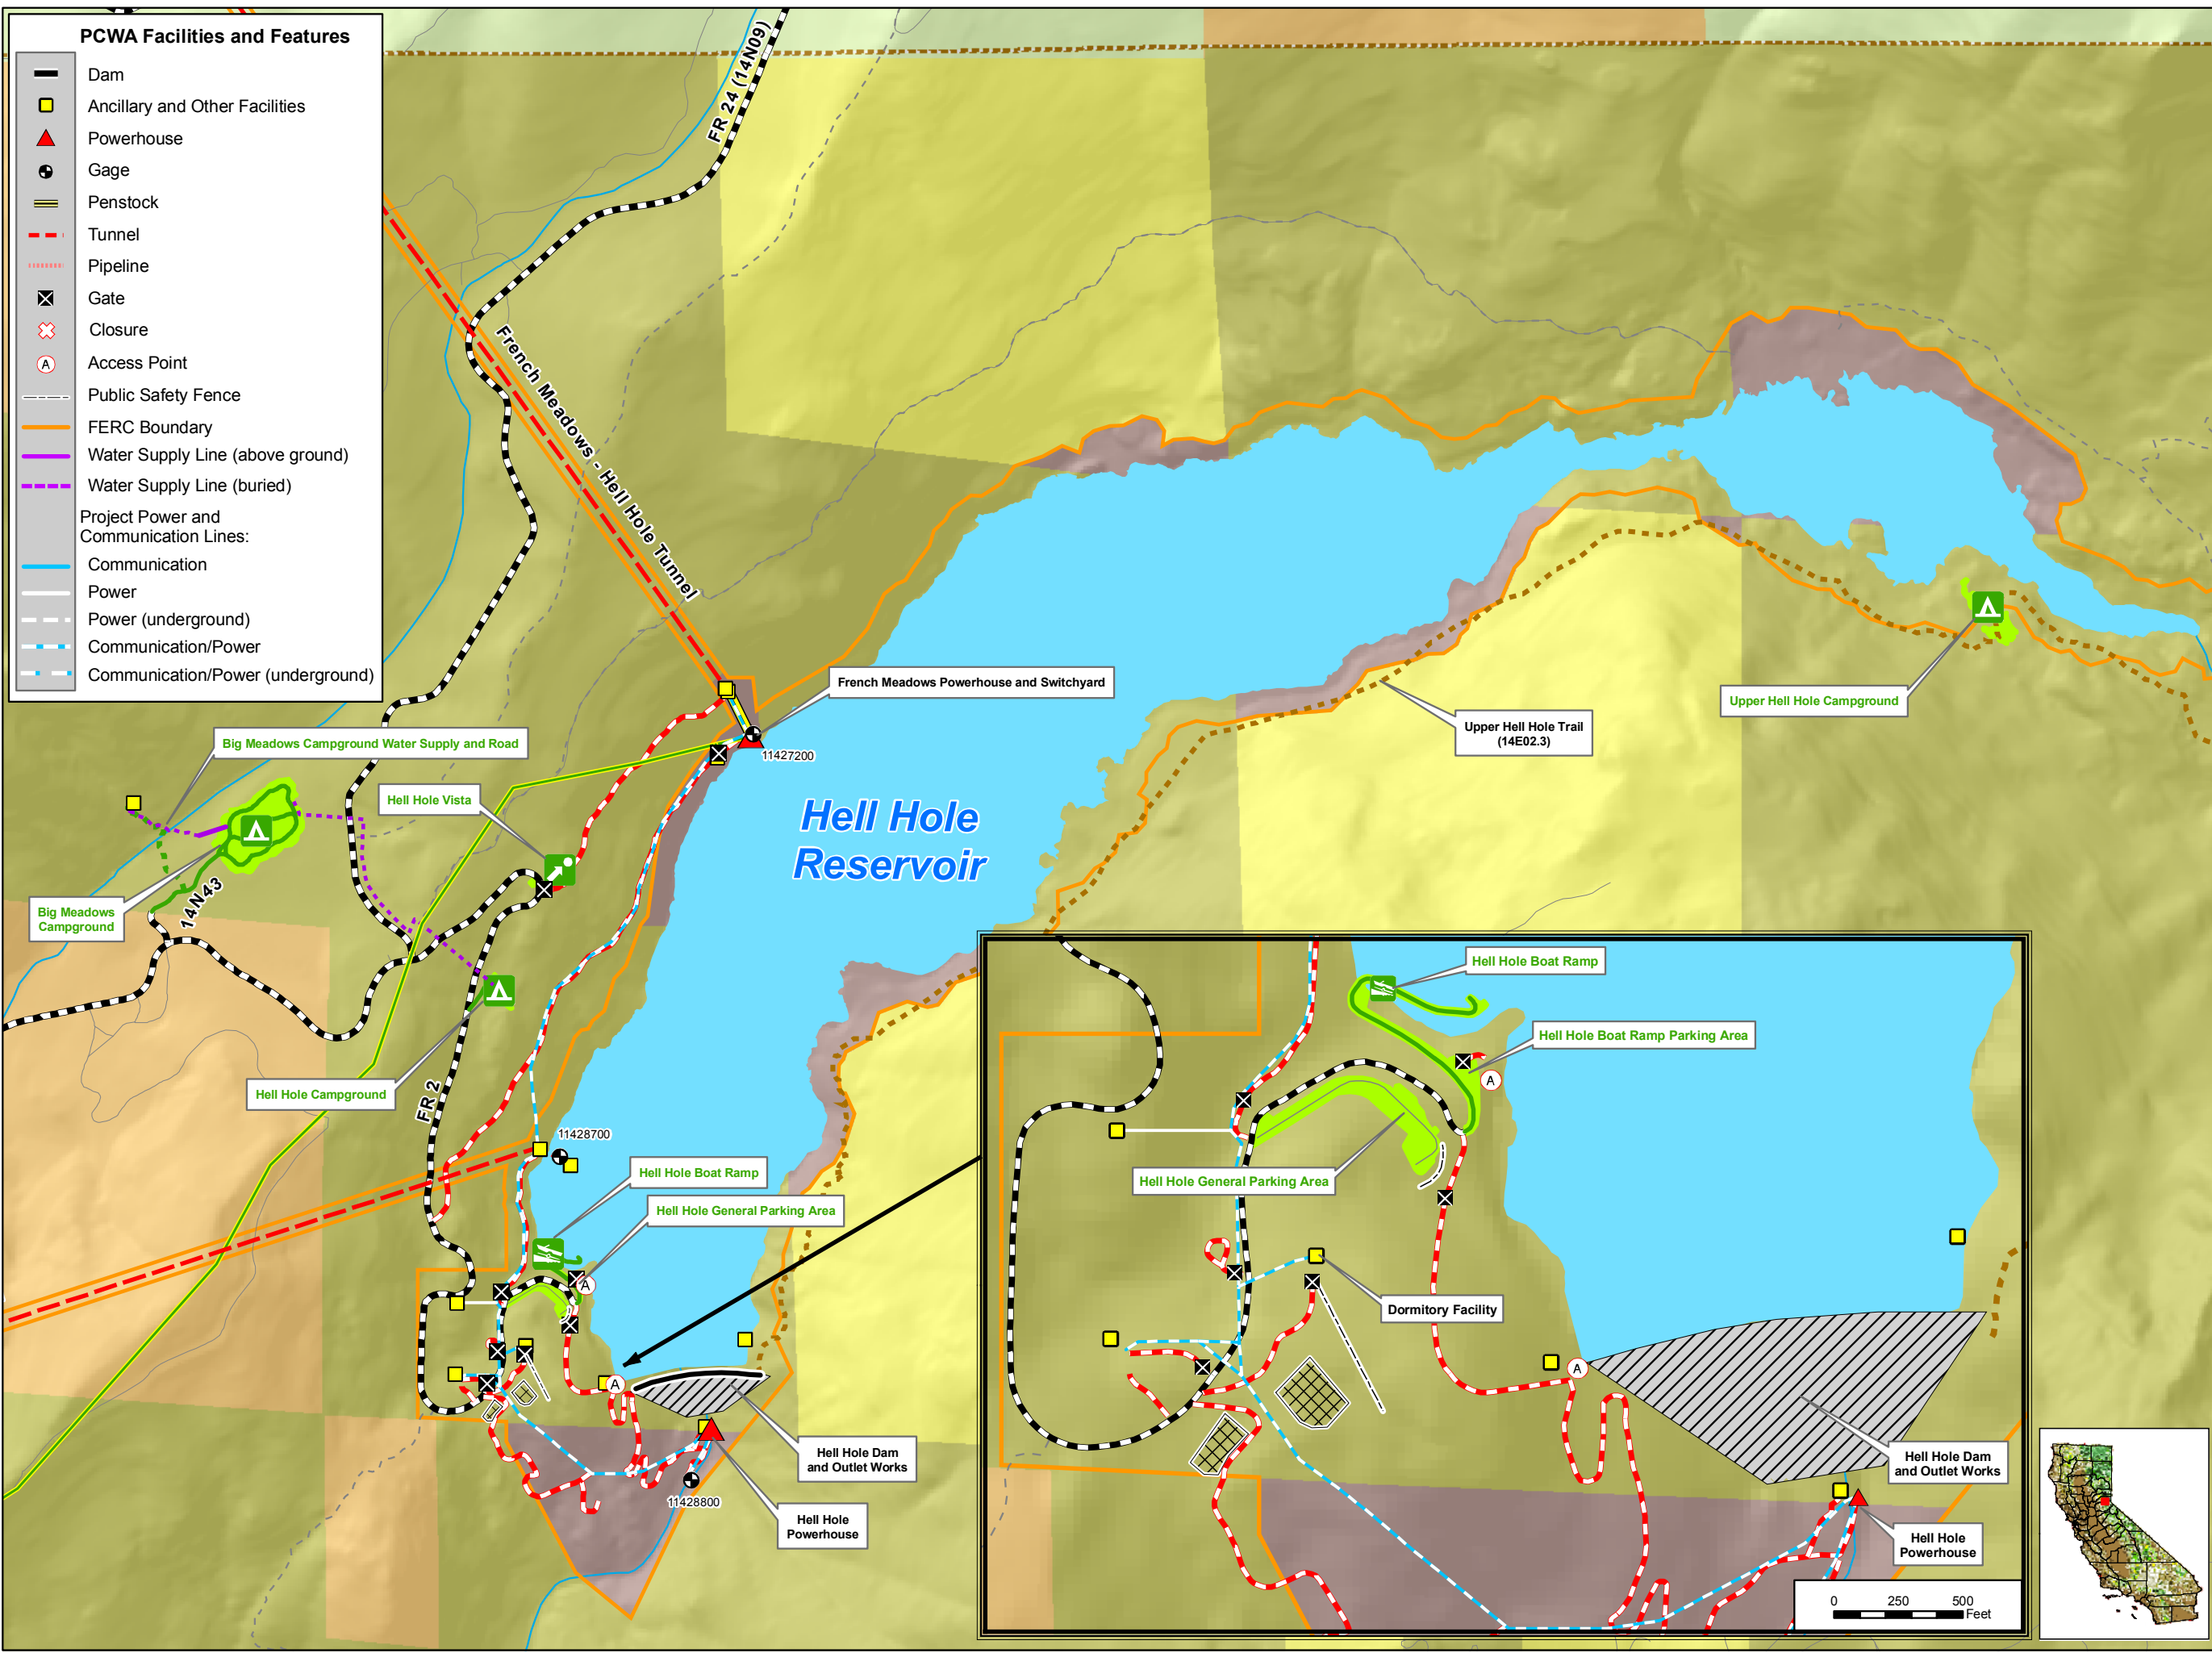 PCWA Facilities and Features
Dam
Ancillary and Other Facilities
Powerhouse
Gage
Penstock
Tunnel
Pipeline
Gate
Closure
A
Access Point
Public Safety Fence
FERC Boundary
Water Supply Line (above ground)
Water Supply Line (buried)
Project Power and
Communication Lines:
Communication
Power
Power (underground)
Communication/Power
Communication/Power (underground)
FR 24 (14N09)
French Meadows - Hell Hole Tunnel
French Meadows Powerhouse and Switchyard
11427200
Upper Hell Hole Trail
(14E02.3)
Upper Hell Hole Campground
Big Meadows Campground Water Supply and Road
Hell Hole Vista
Hell Hole
Reservoir
Big Meadows
Campground
14N43
Hell Hole Campground
FR 2
11428700
Hell Hole Boat Ramp
Hell Hole General Parking Area
A
A
Hell Hole Dam
and Outlet Works
11428800
Hell Hole
Powerhouse
Hell Hole Boat Ramp
Hell Hole Boat Ramp Parking Area
A
Hell Hole General Parking Area
Dormitory Facility
A
Hell Hole Dam
and Outlet Works
Hell Hole
Powerhouse
0 250 500
Feet